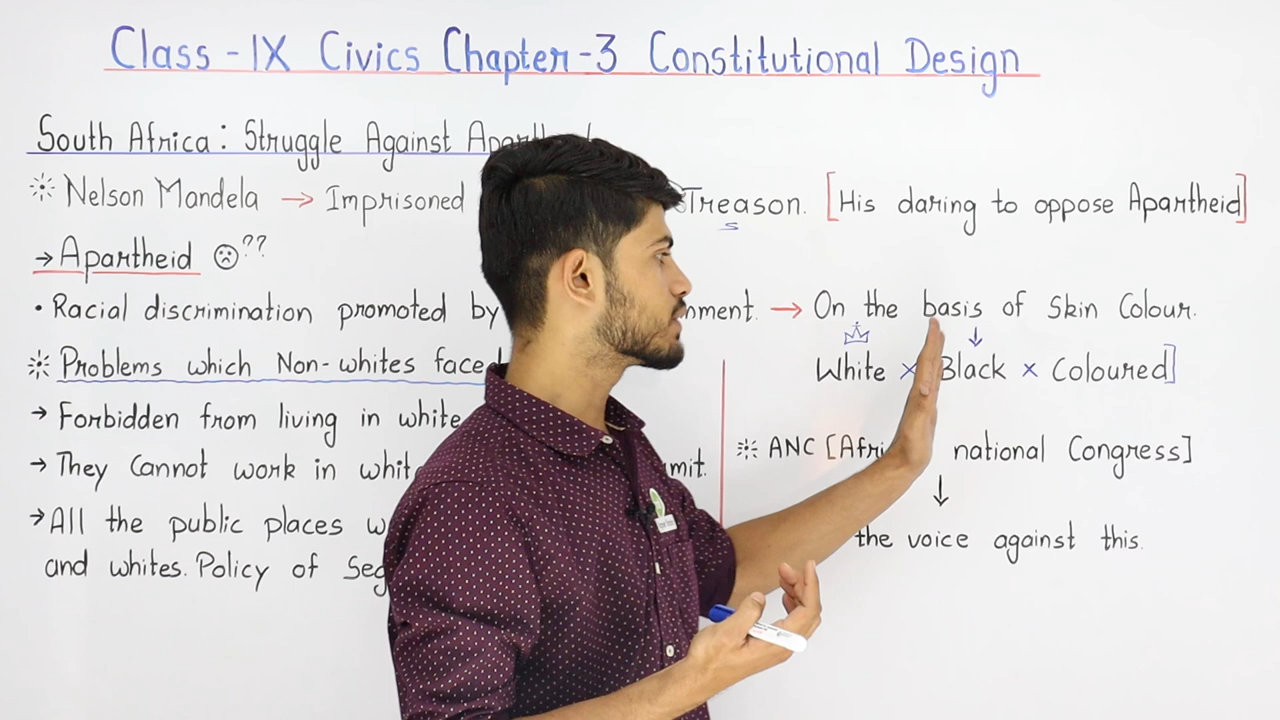 Class - IX Civics Chapter - 3 Constitutional Design
South Africa : Struggle Against
Nelson Mandela → Imprisoned Treason. [His daring to oppose Apartheid]
→ Apartheid ☹??
• Racial discrimination promoted by → On the basis of Skin Colour.
White × Black × Coloured]
Problems which Non-whites faced
→ Forbidden from living in white
→ They Cannot work in
ANC [ national Congress]
→ All the public places
the voice against this.
and whites. Policy of